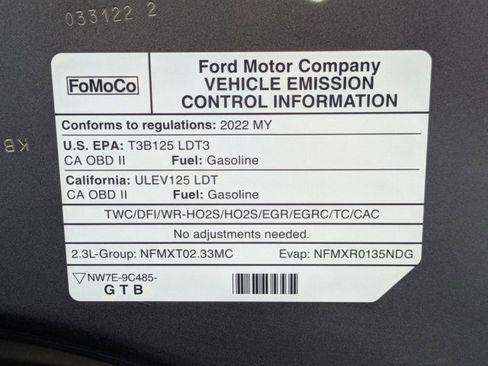 033122 2
KB
FoMoCo
Ford Motor Company
VEHICLE EMISSION
CONTROL INFORMATION
Conforms to regulations: 2022 MY
U.S. EPA: T3B125 LDT3
CA OBD II Fuel: Gasoline
California: ULEV125 LDT
CA OBD II Fuel: Gasoline
TWC/DFI/WR-HO2S/HO2S/EGR/EGRC/TC/CAC
No adjustments needed.
2.3L-Group: NFMXT02.33MC Evap: NFMXR0135NDG
NW7E-9C485-
GTB